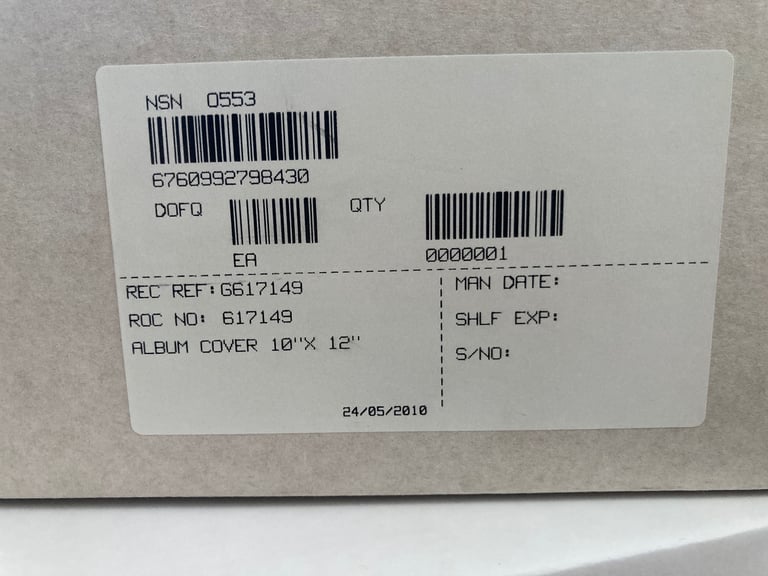 NSN 0553
6760992798430
DOFQ QTY
EA 0000001
REC REF:G617149
ROC NO: 617149
ALBUM COVER 10"X 12"
MAN DATE:
SHLF EXP:
S/NO:
24/05/2010